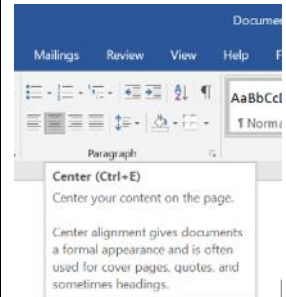 Docume
Mailings Review View Help F
AaBbCcD
¶ Norma
Paragraph
Center (Ctrl+E)
Center your content on the page.
Center alignment gives documents
a formal appearance and is often
used for cover pages, quotes, and
sometimes headings.